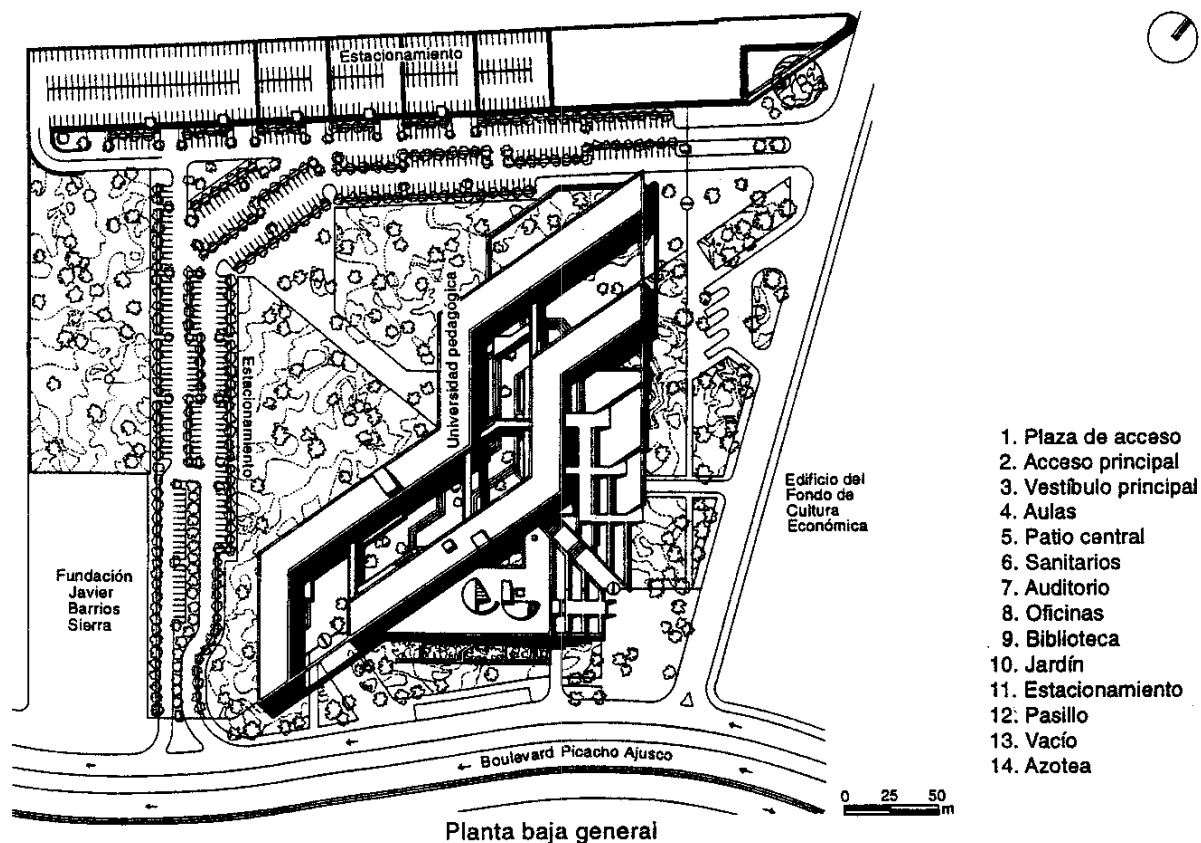 Estacionamiento
Universidad pedagógica
Estacionamiento
Edificio del
Fondo de
Cultura
Económica
Fundación
Javier
Barrios
Sierra
1. Plaza de acceso
2. Acceso principal
3. Vestíbulo principal
4. Aulas
5. Patio central
6. Sanitarios
7. Auditorio
8. Oficinas
9. Biblioteca
10. Jardín
11. Estacionamiento
12. Pasillo
13. Vacío
14. Azotea
Boulevard Picacho Ajusco
0 25 50
m
Planta baja general